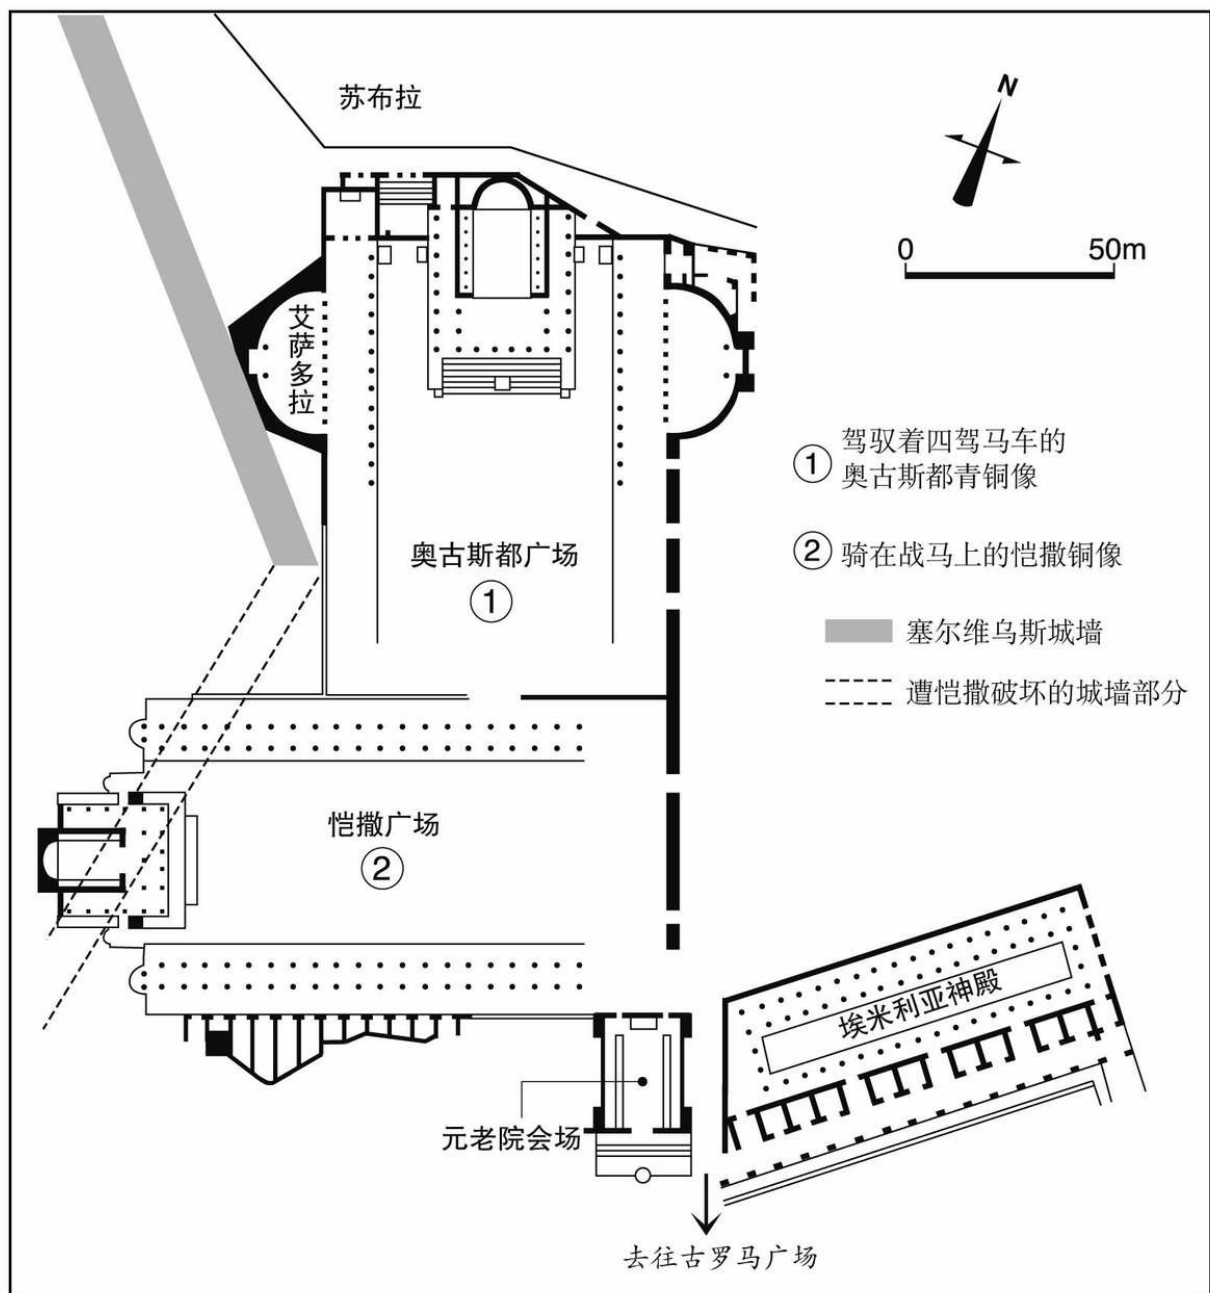 苏布拉
N
0 50m
艾萨多拉
① 驾驭着四驾马车的
奥古斯都青铜像
② 骑在战马上的恺撒铜像
奥古斯都广场
①
塞尔维乌斯城墙
遭恺撒破坏的城墙部分
恺撒广场
②
埃米利亚神殿
元老院会场
去往古罗马广场